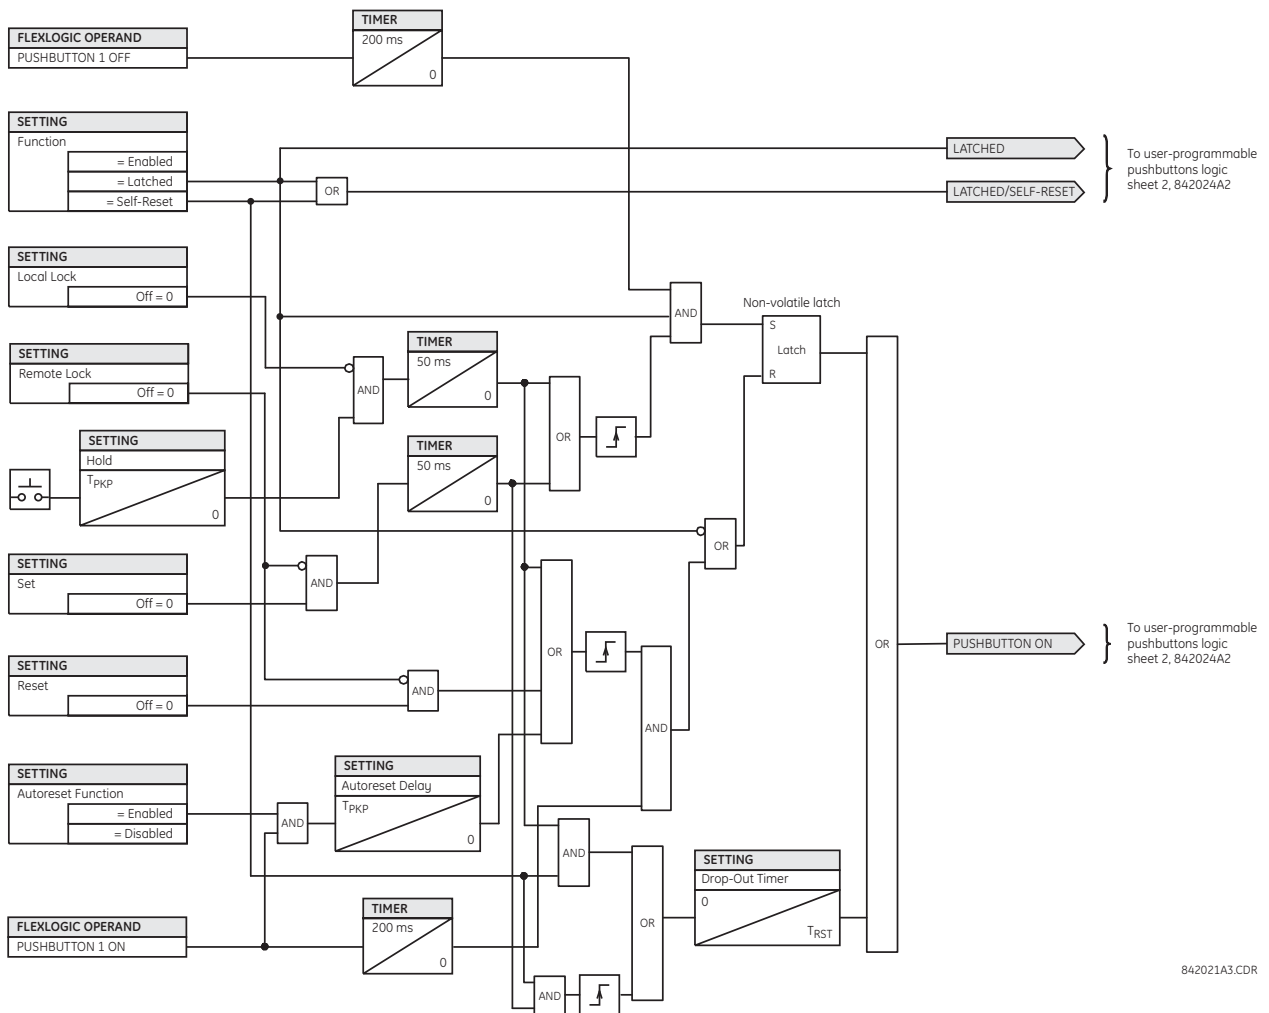 TIMER
200 ms
0
FLEXLOGIC OPERAND
PUSHBUTTON 1 OFF
SETTING
Function
= Enabled
= Latched
= Self-Reset
OR
LATCHED
LATCHED/SELF-RESET
To user-programmable
pushbuttons logic
sheet 2, 842024A2
SETTING
Local Lock
Off = 0
AND
Non-volatile latch
S
Latch
R
SETTING
Remote Lock
Off = 0
AND
TIMER
50 ms
0
OR
SETTING
Hold
TPKP
0
TIMER
50 ms
0
OR
SETTING
Set
Off = 0
AND
OR
SETTING
Reset
Off = 0
AND
AND
OR
PUSHBUTTON ON
To user-programmable
pushbuttons logic
sheet 2, 842024A2
SETTING
Autoreset Function
= Enabled
= Disabled
AND
SETTING
Autoreset Delay
TPKP
0
AND
OR
SETTING
Drop-Out Timer
0
TRST
FLEXLOGIC OPERAND
PUSHBUTTON 1 ON
TIMER
200 ms
0
AND
842021A3.CDR